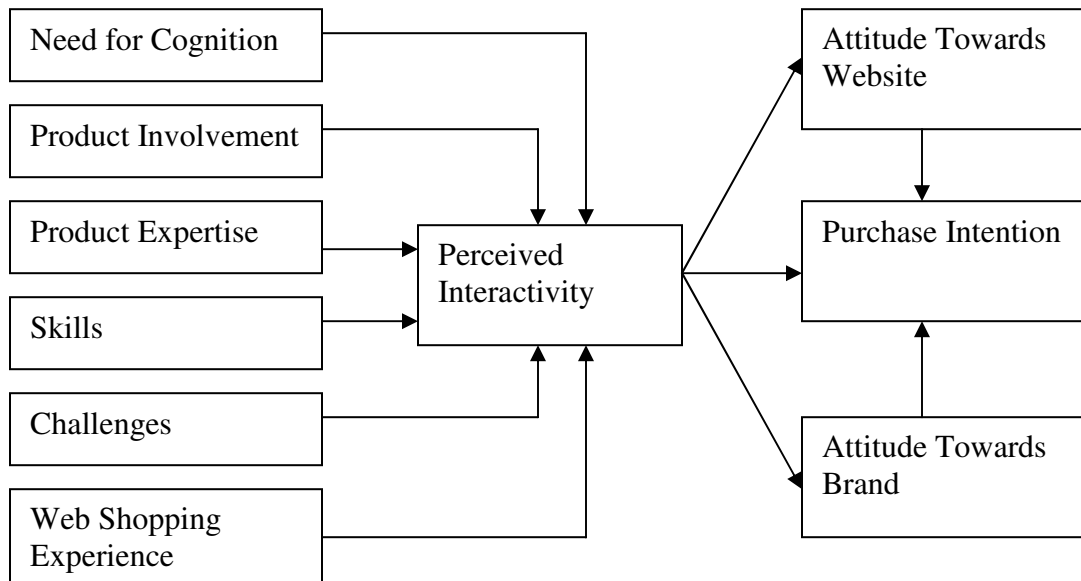 Need for Cognition
Product Involvement
Product Expertise
Skills
Challenges
Web Shopping
Experience
Perceived
Interactivity
Attitude Towards
Website
Purchase Intention
Attitude Towards
Brand